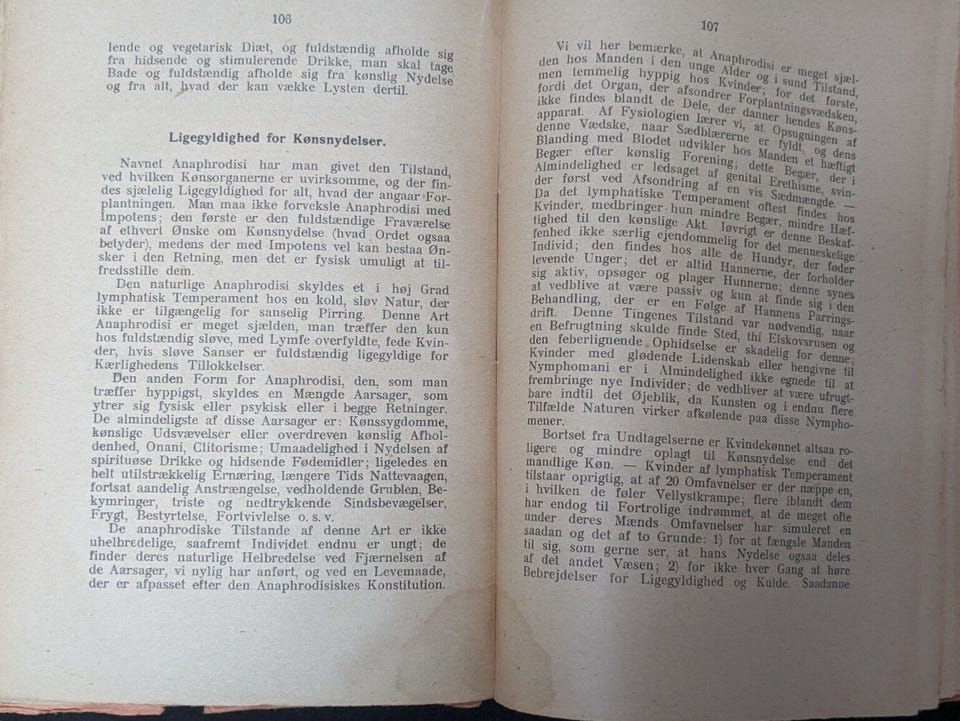 106
lende og vegetarisk Diæt, og fuldstændig afholde sig
fra hidsende og stimulerende Drikke, man skal tage
Bade og fuldstændig afholde sig fra kønslig Nydelse
og fra alt, hvad der kan vække Lysten dertil.
Ligegyldighed for Kønsnydelser.
Navnet Anaphrodisi har man givet den Tilstand,
ved hvilken Kønsorganerne er uvirksomme, og der fin-
des sjælelig Ligegyldighed for alt, hvad der angaar For-
plantningen. Man maa ikke forveksle Anaphrodisi med
Impotens; den første er den fuldstændige Fraværelse
af ethvert Ønske om Kønsnydelse (hvad Ordet ogsaa
betyder), medens der med Impotens vel kan bestaa Øn-
sker i den Retning, men det er fysisk umuligt at til-
fredsstille dem.
Den naturlige Anaphrodisi skyldes et i høj Grad
lymphatisk Temperament hos en kold, sløv Natur, der
ikke er tilgængelig for sanselig Pirring. Denne Art
Anaphrodisi er meget sjælden, man træffer den kun
hos fuldstændig sløve, med Lymfe overfyldte, fede Kvin-
der, hvis sløve Sanser er fuldstændig ligegyldige for
Kærlighedens Tillokkelser.
Den anden Form for Anaphrodisi, den, som man
træffer hyppigst, skyldes en Mængde Aarsager, som
ytrer sig fysisk eller psykisk eller i begge Retninger.
De almindeligste af disse Aarsager er: Kønssygdomme,
kønslige Udsvævelser eller overdreven kønslig Afhol-
denhed, Onani, Clitorisme; Umaadelighed i Nydelsen af
spirituøse Drikke og hidsende Fødemidler; ligeledes en
helt utilstrækkelig Ernæring, længere Tids Nattevaagen,
fortsat aandelig Anstrængelse, vedholdende Grublen, Be-
kymringer, triste og nedtrykkende Sindsbevægelser,
Frygt, Bestyrtelse, Fortvivlelse o. s. v.
De anaphrodiske Tilstande af denne Art er ikke
uhelbredelige, saafremt Individet endnu er ungt; de
finder deres naturlige Helbredelse ved Fjærnelsen af
de Aarsager, vi nylig har anført, og ved en Levemaade,
der er afpasset efter den Anaphrodisiskes Konstitution.
107
Vi vil her bemærke, at Anaphrodisi er meget sjæl-
den hos Manden i den unge Alder og i sund Tilstand,
men temmelig hyppig hos Kvinder; for det første,
fordi det Organ, der afsondrer Forplantningsvædsken,
ikke findes blandt de Dele, der danner hendes Køns-
apparat. Af Fysiologien lærer vi, at Opsugningen af
denne Vædske, naar Sædblærerne er fyldt, og dens
Blanding med Blodet udvikler hos Manden et hæftigt
Begær efter kønslig Forening; dette Begær, der i
Almindelighed er ledsaget af genital Erethisme, svin-
der først ved Afsondring af en vis Sædmængde. —
Da det lymphatiske Temperament oftest findes hos
Kvinder, medbringer hun mindre Begær, mindre Hæf-
tighed til den kønslige Akt. Iøvrigt er denne Beskaf-
fenhed ikke særlig ejendommelig for det menneskelige
Individ; den findes hos alle de Hundyr, der føder
levende Unger; det er altid Hannerne, der forholder
sig aktiv, opsøger og plager Hunnerne; denne synes
at vedblive at være passiv og kun at finde sig i den
Behandling, der er en Følge af Hannens Parrings-
drift. Denne Tingenes Tilstand var nødvendig, naar
en Befrugtning skulde finde Sted, thi Elskovsrusen og
den feberlignende Ophidselse er skadelig for denne;
Kvinder med glødende Lidenskab eller hengivne til
Nymphomani er i Almindelighed ikke egnede til at
frembringe nye Individer; de vedbliver at være ufrugt-
bare indtil det Øjeblik, da Kunsten og i endnu flere
Tilfælde Naturen virker afkølende paa disse Nympho-
mener.
Bortset fra Undtagelserne er Kvindekønnet altsaa ro-
ligere og mindre oplagt til Kønsnydelse end det
mandlige Køn. — Kvinder af lymphatisk Temperament
tilstaar oprigtig, at af 20 Omfavnelser er der næppe en,
i hvilken de føler Vellystkrampe; flere iblandt dem
har endog til Fortrolige indrømmet, at de meget ofte
under deres Mænds Omfavnelser har simuleret en
saadan og det af to Grunde: 1) for at fængsle Manden
til sig, som gerne ser, at hans Nydelse ogsaa deles
af det andet Væsen; 2) for ikke hver Gang at høre
Bebrejdelser for Ligegyldighed og Kulde. Saadanne